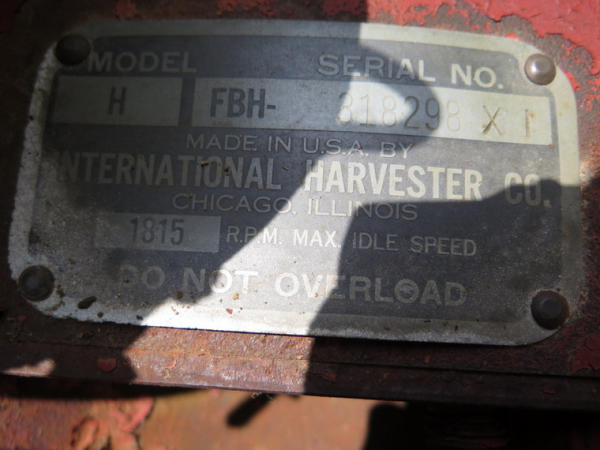 MODEL SERIAL NO.
H FBH- 318298 X1
MADE IN U.S.A. BY
INTERNATIONAL HARVESTER CO.
CHICAGO, ILLINOIS
1815 R.P.M. MAX. IDLE SPEED
DO NOT OVERLOAD